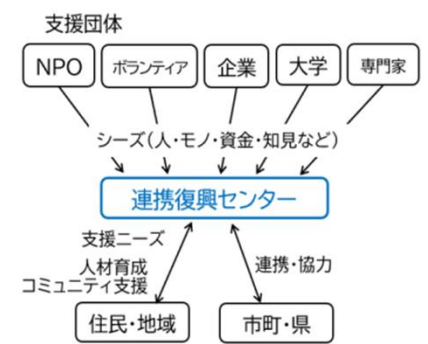 支援団体
NPO
ボランティア
企業
大学
専門家
シーズ(人・モノ・資金・知見など)
連携復興センター
支援ニーズ
人材育成
コミュニティ支援
連携・協力
住民・地域
市町・県